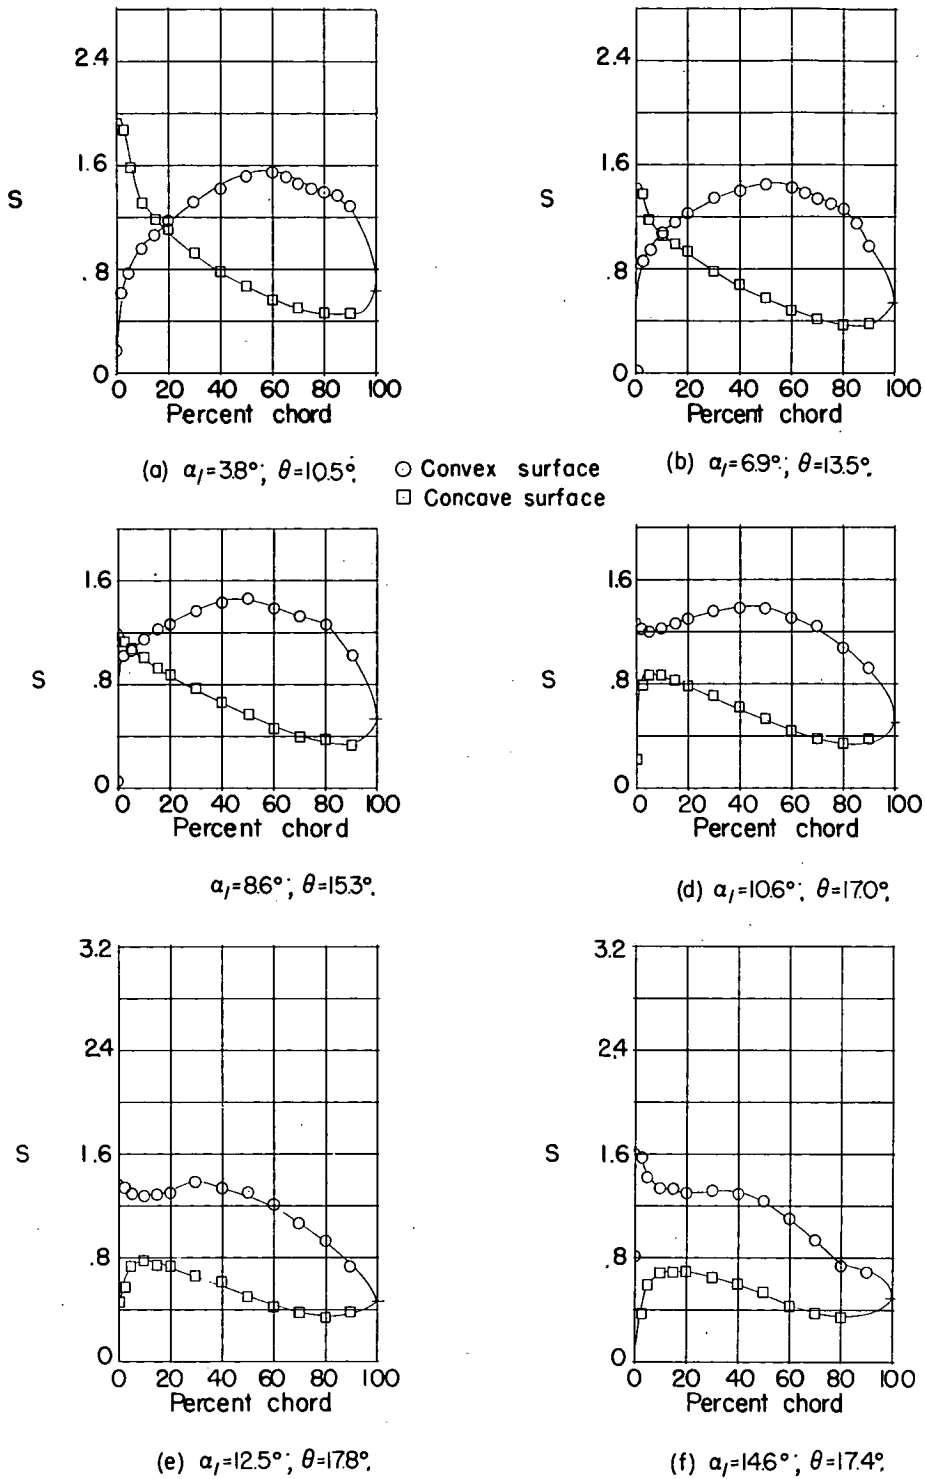 2.4
1.6
S
.8
0
0 20 40 60 80 100
Percent chord
(a) α₁=3.8°; θ=10.5°.
2.4
1.6
S
.8
0
0 20 40 60 80 100
Percent chord
(b) α₁=6.9°; θ=13.5°.
Convex surface
Concave surface
1.6
S
.8
0
0 20 40 60 80 100
Percent chord
α₁=8.6°; θ=15.3°.
1.6
S
.8
0
0 20 40 60 80 100
Percent chord
(d) α₁=10.6°; θ=17.0°.
3.2
2.4
S
1.6
.8
0
0 20 40 60 80 100
Percent chord
(e) α₁=12.5°; θ=17.8°.
3.2
2.4
S
1.6
.8
0
0 20 40 60 80 100
Percent chord
(f) α₁=14.6°; θ=17.4°.